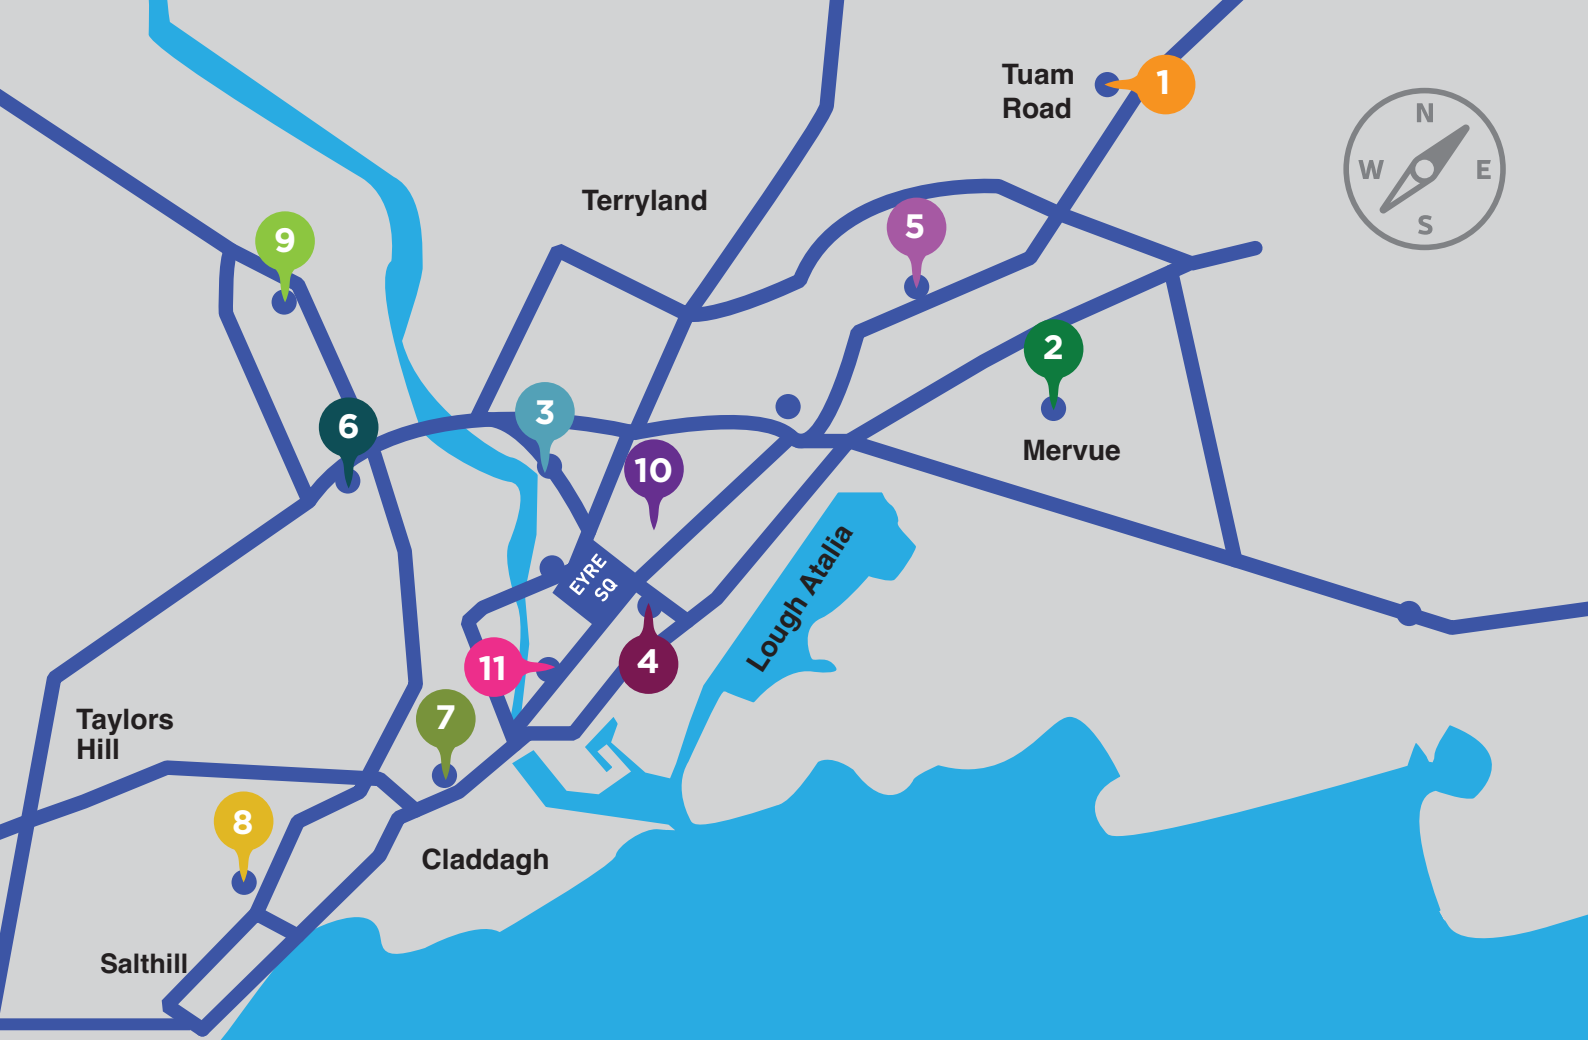 Tuam
Road
1
N
W
E
S
Terryland
5
9
2
3
6
Mervue
10
EYRE
SQ
Lough Atalia
11
4
7
Taylors
Hill
8
Claddagh
Salthill